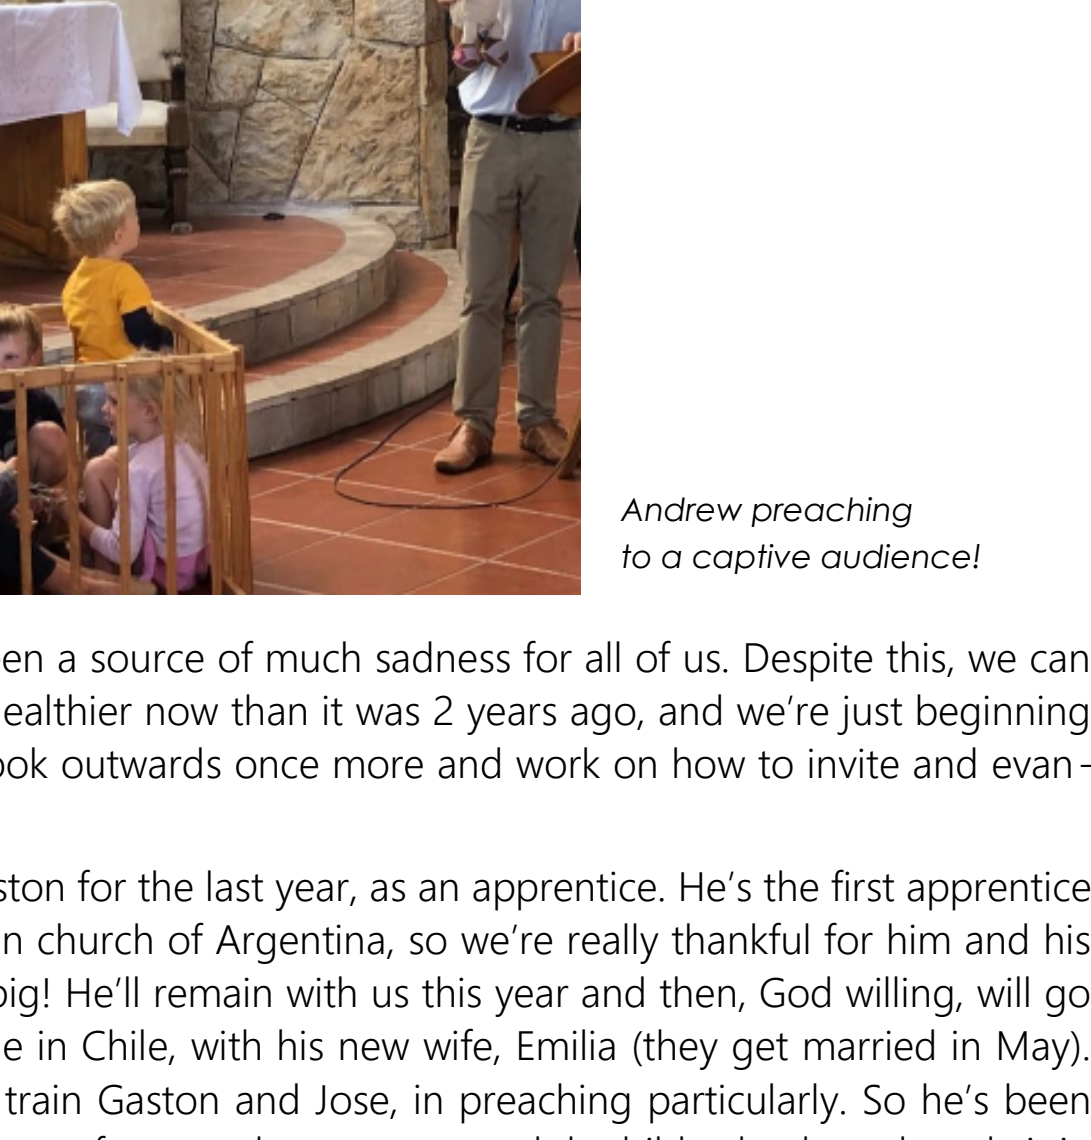 Andrew preaching
to a captive audience!
en a source of much sadness for all of us. Despite this, we can
ealthier now than it was 2 years ago, and we're just beginning
ook outwards once more and work on how to invite and evan-
ston for the last year, as an apprentice. He's the first apprentice
n church of Argentina, so we're really thankful for him and his
big! He'll remain with us this year and then, God willing, will go
e in Chile, with his new wife, Emilia (they get married in May).
train Gaston and Jose, in preaching particularly. So he's been